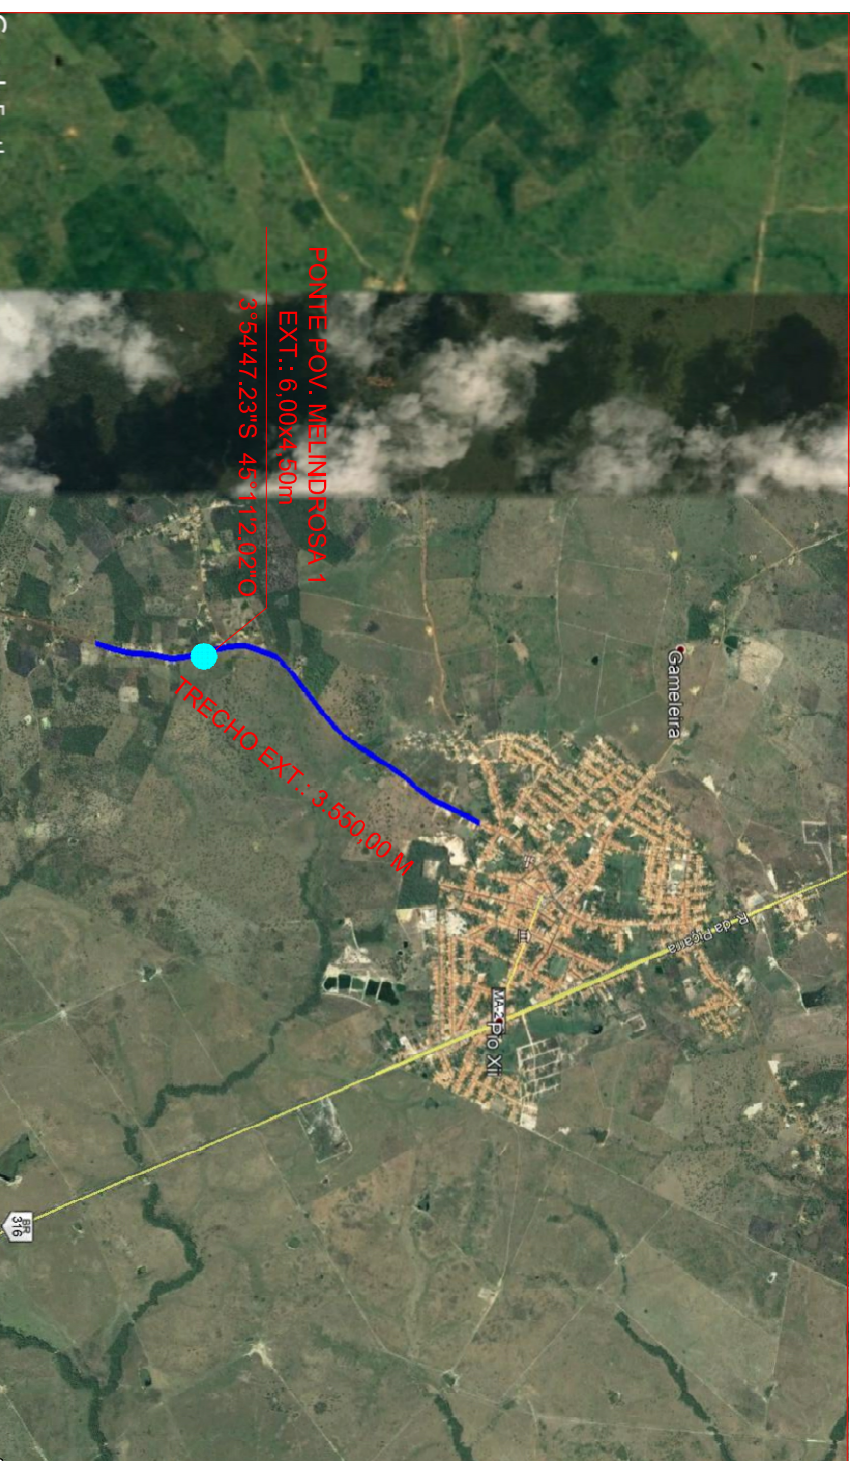 PONTE POV. MELINDROSA 1
EXT.: 6,00x4,50m
3°54'47.23"S 45°11'2.02"O
TRECHO EXT.: 3.550,00 M
Gameleira
R. da Piçarra
Pio Xii
BR
316